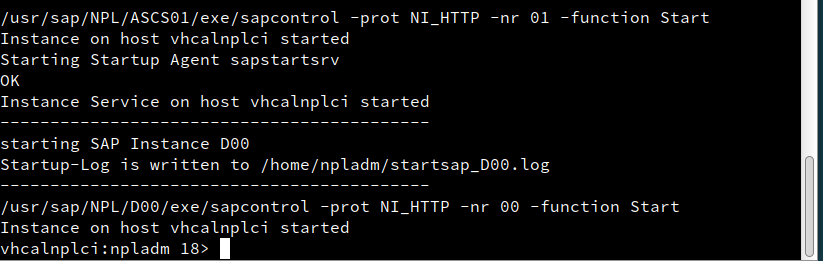 /usr/sap/NPL/ASCS01/exe/sapcontrol -prot NI_HTTP -nr 01 -function Start
Instance on host vhcalnplci started
Starting Startup Agent sapstartsrv
OK
Instance Service on host vhcalnplci started
-------------------------------------------
starting SAP Instance D00
Startup-Log is written to /home/npladm/startsap_D00.log
-------------------------------------------
/usr/sap/NPL/D00/exe/sapcontrol -prot NI_HTTP -nr 00 -function Start
Instance on host vhcalnplci started
vhcalnplci:npladm 18>